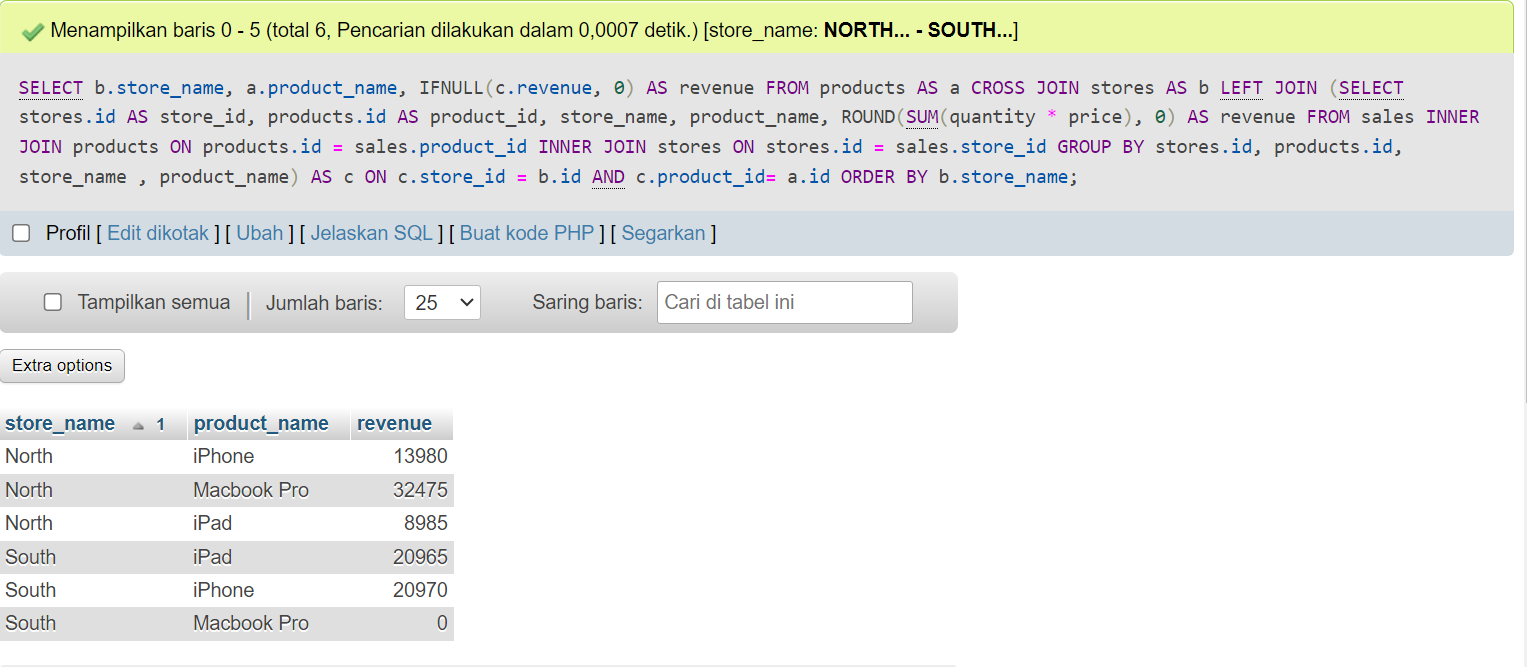 Menampilkan baris 0 - 5 (total 6, Pencarian dilakukan dalam 0,0007 detik.) [store_name: NORTH... - SOUTH...]
SELECT b.store_name, a.product_name, IFNULL(c.revenue, 0) AS revenue FROM products AS a CROSS JOIN stores AS b LEFT JOIN (SELECT
stores.id AS store_id, products.id AS product_id, store_name, product_name, ROUND(SUM(quantity * price), 0) AS revenue FROM sales INNER
JOIN products ON products.id = sales.product_id INNER JOIN stores ON stores.id = sales.store_id GROUP BY stores.id, products.id,
store_name , product_name) AS c ON c.store_id = b.id AND c.product_id= a.id ORDER BY b.store_name;
Profil [ Edit dikotak ] [ Ubah ] [ Jelaskan SQL ] [ Buat kode PHP ] [ Segarkan ]
Tampilkan semua | Jumlah baris: 25 Saring baris: Cari di tabel ini
Extra options
store_name 1 product_name revenue
North iPhone 13980
North Macbook Pro 32475
North iPad 8985
South iPad 20965
South iPhone 20970
South Macbook Pro 0